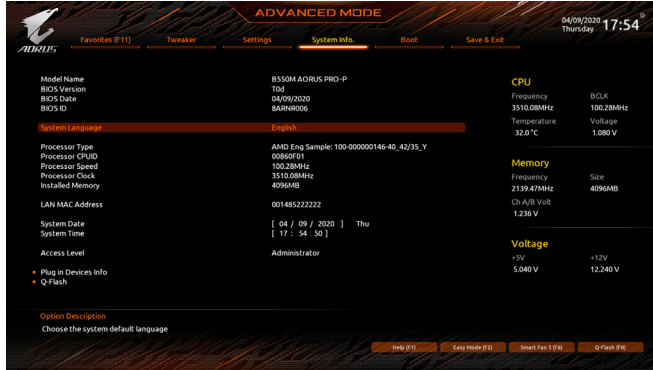 ADVANCED MODE
04/09/2020 Thursday 17:54
AORUS
Favorites (F11) Tweaker Settings System Info. Boot Save & Exit
Model Name B550M AORUS PRO-P
BIOS Version T0d
BIOS Date 04/09/2020
BIOS ID 8ARNR006
System Language English
Processor Type AMD Eng Sample: 100-000000146-40_42/35_Y
Processor CPUID 00860F01
Processor Speed 100.28MHz
Processor Clock 3510.08MHz
Installed Memory 4096MB
LAN MAC Address 001485222222
System Date [ 04 / 09 / 2020 ] Thu
System Time [ 17 : 54 : 50 ]
Access Level Administrator
Plug in Devices Info
Q-Flash
Option Description
Choose the system default language
CPU
Frequency BCLK
3510.08MHz 100.28MHz
Temperature Voltage
32.0 °C 1.080 V
Memory
Frequency Size
2139.47MHz 4096MB
Ch A/B Volt
1.236 V
Voltage
+5V +12V
5.040 V 12.240 V
Help (F1) Easy Mode (F2) Smart Fan 5 (F6) Q-Flash (F8)